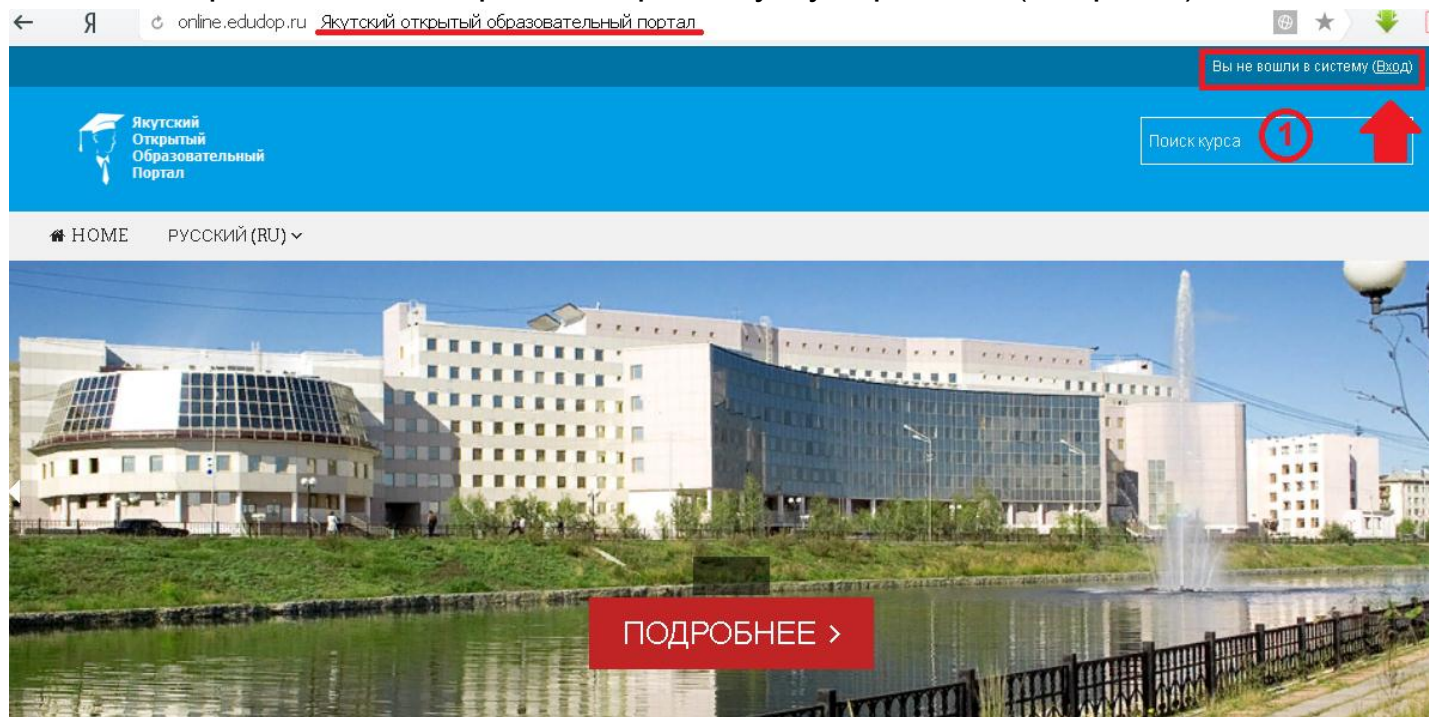 Я online.edudop.ru Якутский открытый образовательный портал
Вы не вошли в систему (Вход)
Якутский
Открытый
Образовательный
Портал
Поиск курса
1
HOME РУССКИЙ (RU)
ПОДРОБНЕЕ >